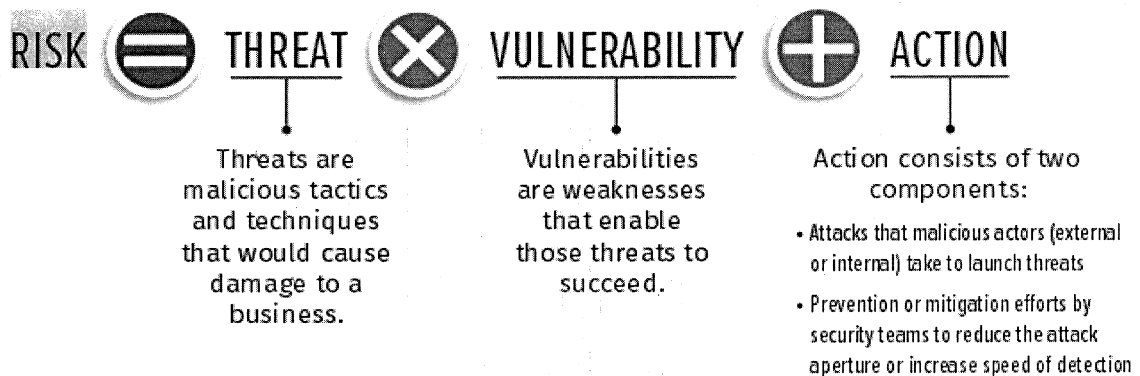 RISK = THREAT × VULNERABILITY + ACTION
Threats are
malicious tactics
and techniques
that would cause
damage to a
business.
Vulnerabilities
are weaknesses
that enable
those threats to
succeed.
Action consists of two
components:
• Attacks that malicious actors (external
or internal) take to launch threats
• Prevention or mitigation efforts by
security teams to reduce the attack
aperture or increase speed of detection